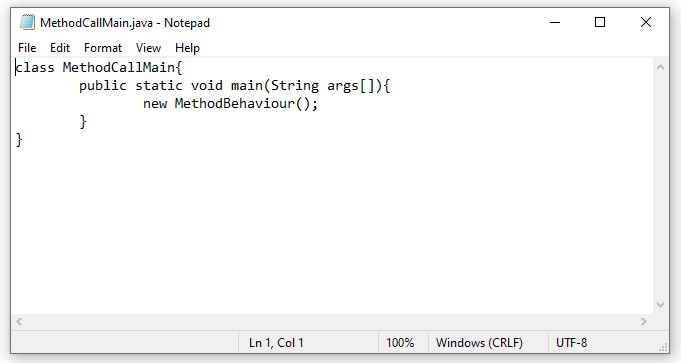 MethodCallMain.java - Notepad
File Edit Format View Help
class MethodCallMain{
        public static void main(String args[]){
                new MethodBehaviour();
        }
}
Ln 1, Col 1 100% Windows (CRLF) UTF-8